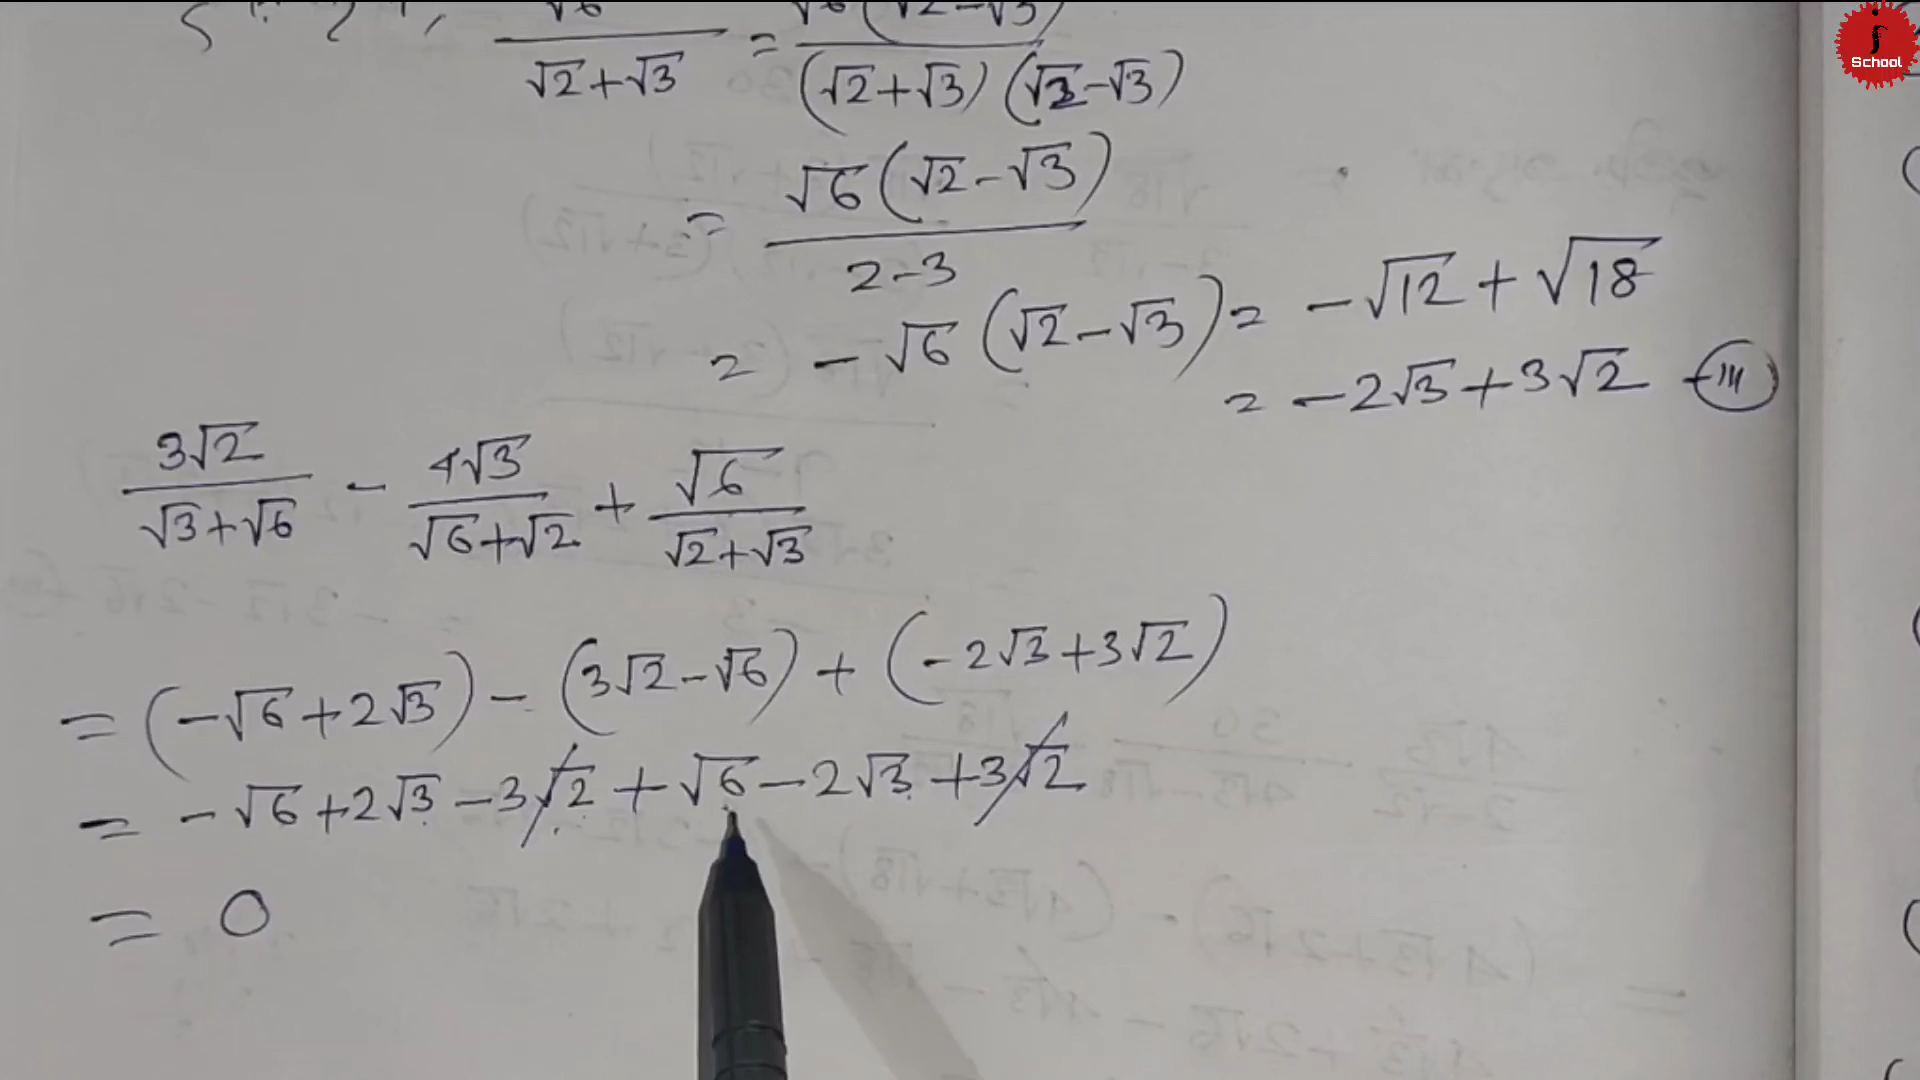 √6/(√2+√3) = √6(√2-√3)/((√2+√3)(√2-√3))
= √6(√2-√3)/(2-3)
= -√6(√2-√3) = -√12+√18
= -2√3+3√2 -(iii)
3√2/(√3+√6) - 4√3/(√6+√2) + √6/(√2+√3)
= (-√6+2√3) - (3√2-√6) + (-2√3+3√2)
= -√6+2√3-3√2+√6-2√3+3√2
= 0
School